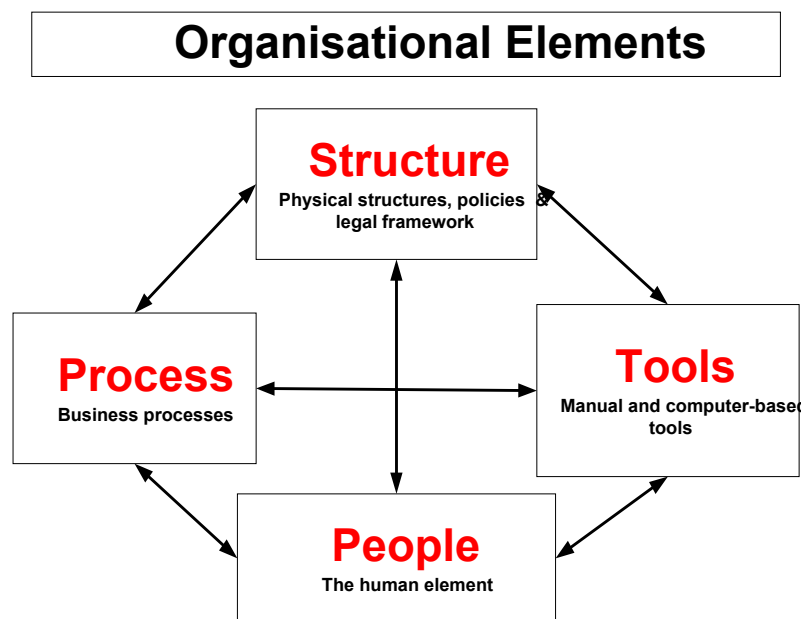 Organisational Elements
Structure
Physical structures, policies &
legal framework
Process
Business processes
Tools
Manual and computer-based
tools
People
The human element